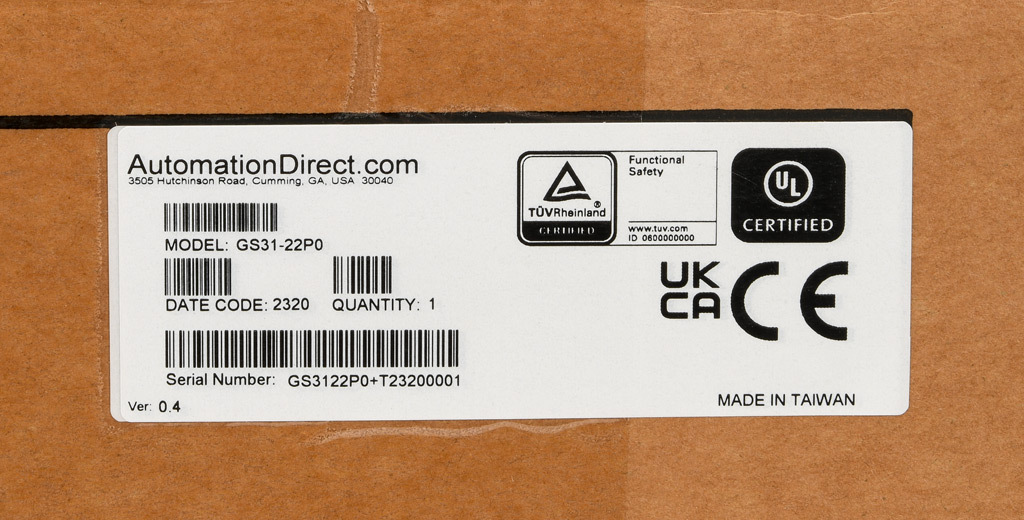 AutomationDirect.com
3505 Hutchinson Road, Cumming, GA, USA 30040
MODEL: GS31-22P0
DATE CODE: 2320 QUANTITY: 1
Serial Number: GS3122P0+T23200001
Ver: 0.4
TÜVRheinland®
CERTIFIED
Functional
Safety
www.tuv.com
ID 0600000000
UL
CERTIFIED
UK
CA
CE
MADE IN TAIWAN